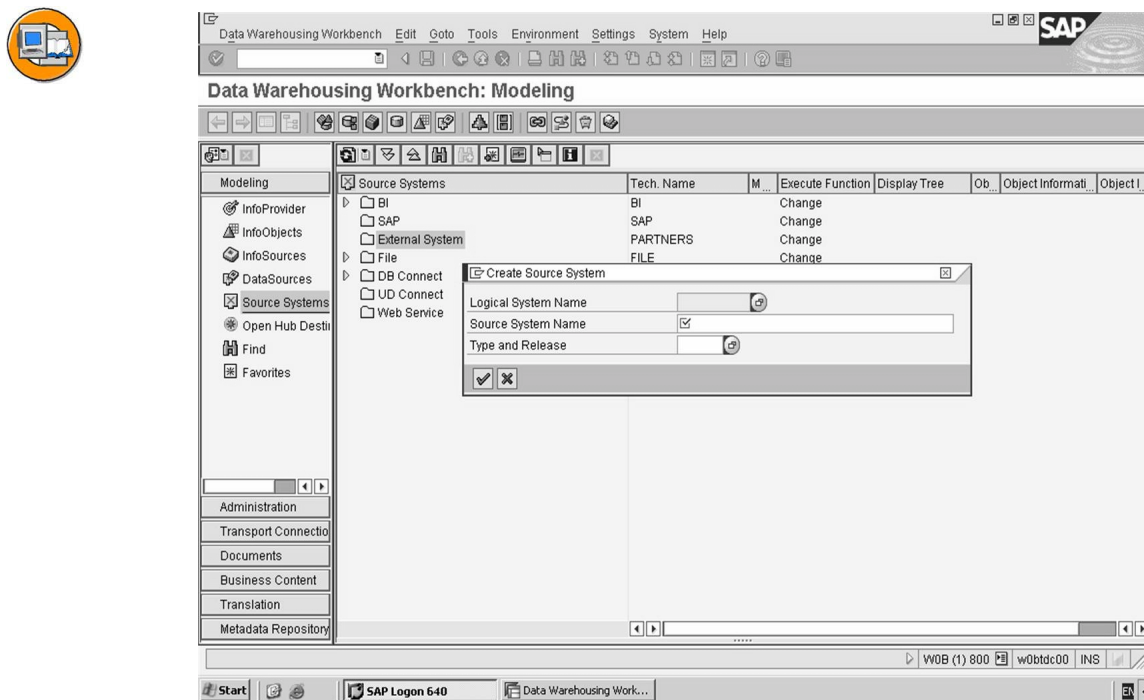 Data Warehousing Workbench Edit Goto Tools Environment Settings System Help
SAP
Data Warehousing Workbench: Modeling
Modeling
InfoProvider
InfoObjects
InfoSources
DataSources
Source Systems
Open Hub Desti
Find
Favorites
Administration
Transport Connectio
Documents
Business Content
Translation
Metadata Repository
Source Systems Tech. Name M... Execute Function Display Tree Ob... Object Informati... Object I
BI BI Change
SAP SAP Change
External System PARTNERS Change
File FILE Change
DB Connect
UD Connect
Web Service
Create Source System
Logical System Name
Source System Name
Type and Release
W0B (1) 800 w0btdc00 INS
Start SAP Logon 640 Data Warehousing Work... EN